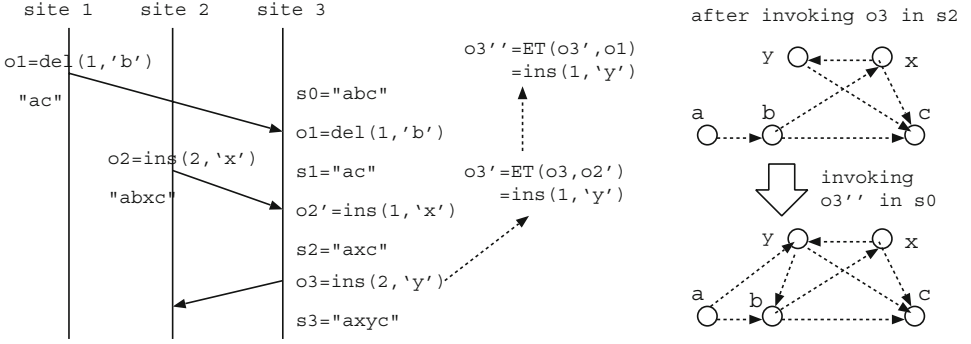 site 1
site 2
site 3
o1=del(1,'b')
"ac"
o2=ins(2,‘x’)
"abxc"
s0="abc"
o1=del(1,'b')
s1="ac"
o2'=ins(1,‘x’)
s2="axc"
o3=ins(2,‘y’)
s3="axyc"
o3''=ET(o3',o1)
=ins(1,‘y’)
o3'=ET(o3,o2')
=ins(1,‘y’)
after invoking o3 in s2
y
x
a
b
c
invoking
o3'' in s0
y
x
a
b
c